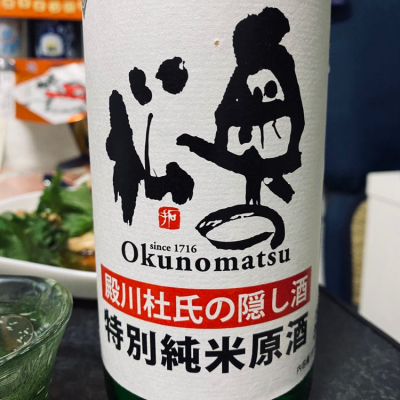 奥の松
since 1716
Okunomatsu
殿川杜氏の隠し酒
特別純米原酒